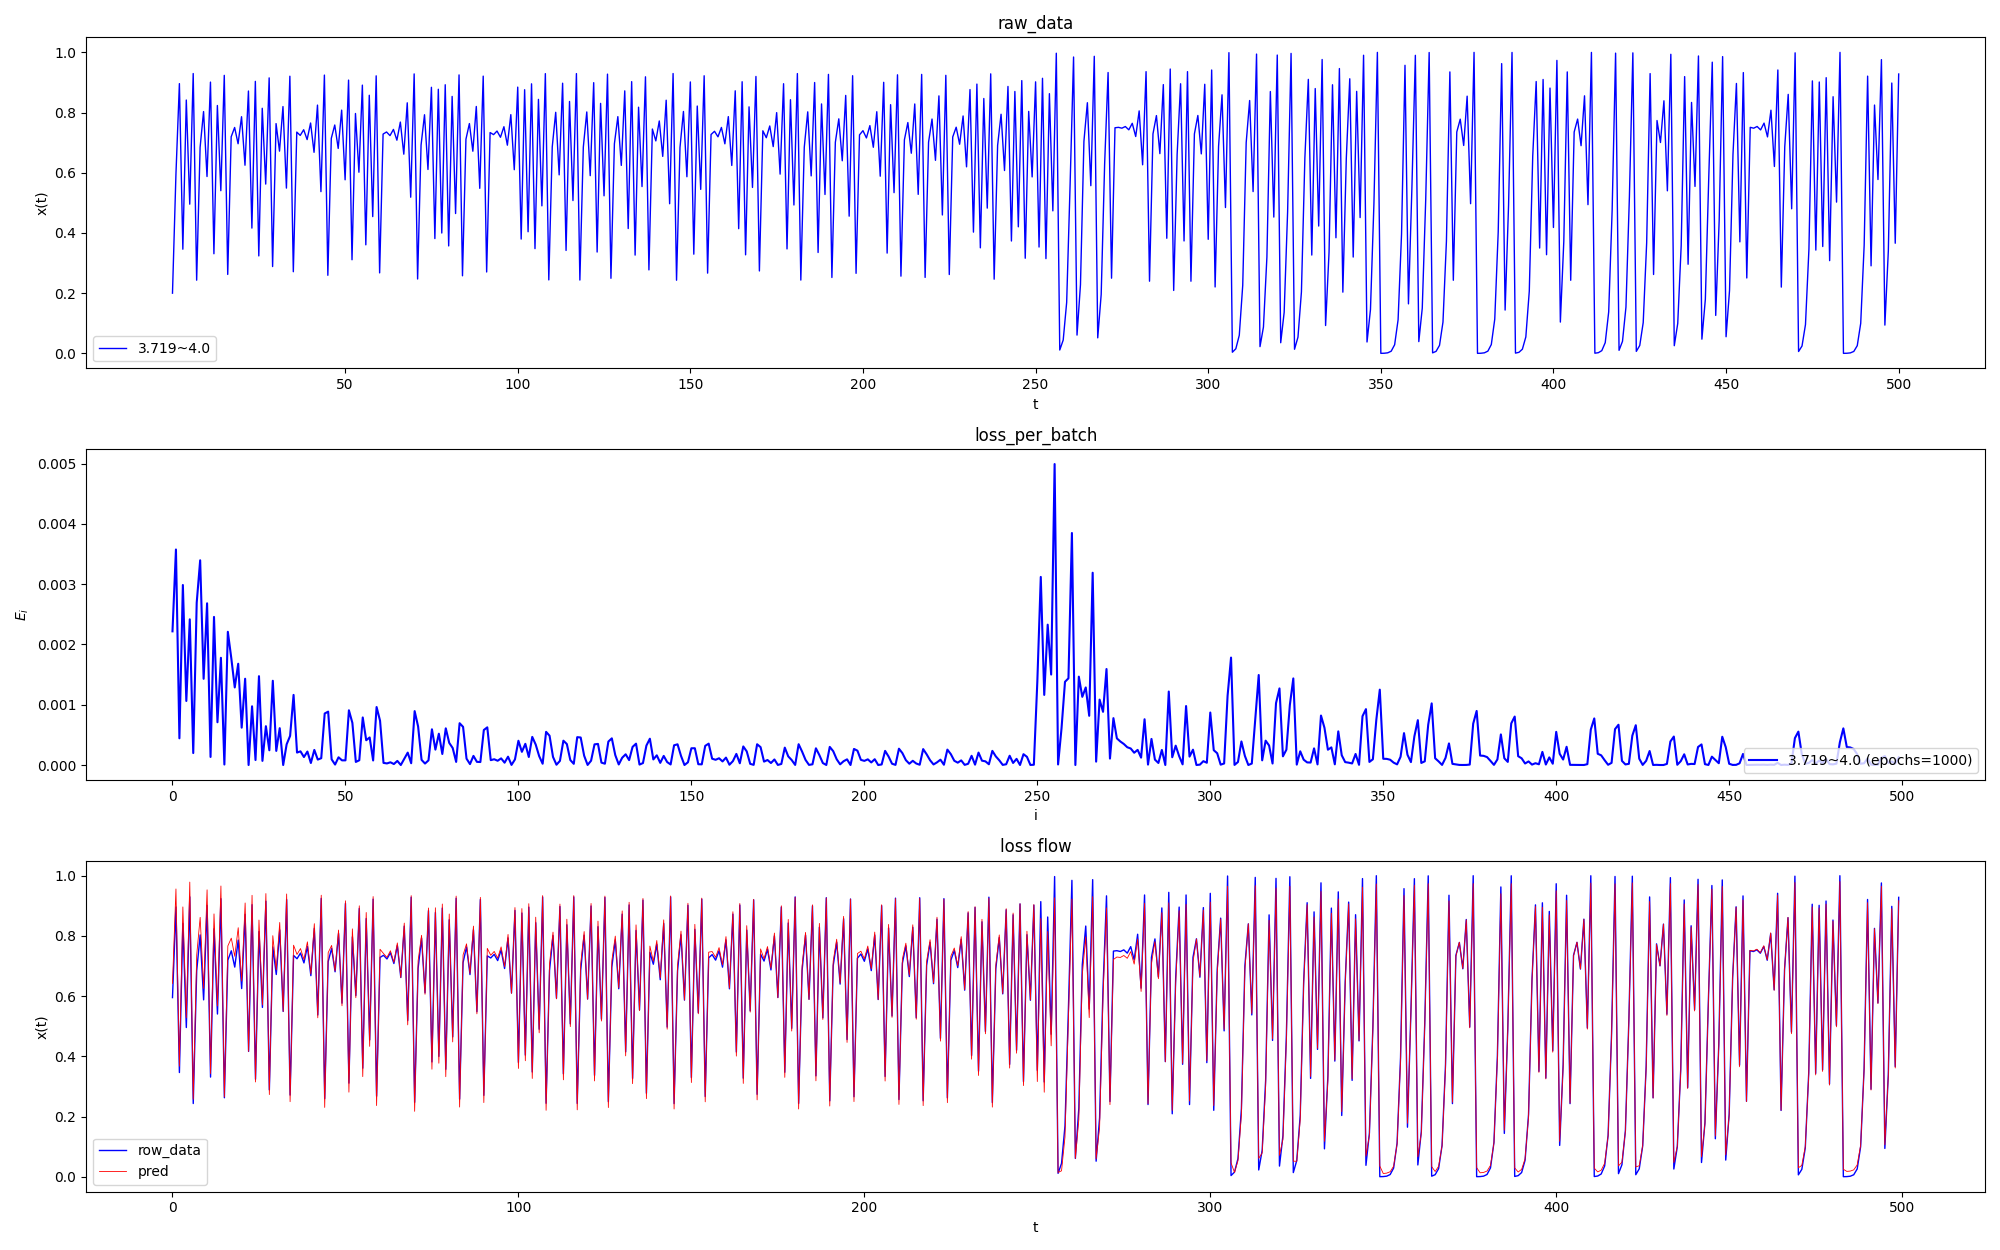 raw_data
x(t)
1.0
0.8
0.6
0.4
0.2
0.0
3.719~4.0
50 100 150 200 250 300 350 400 450 500
t
loss_per_batch
E_i
0.005
0.004
0.003
0.002
0.001
0.000
3.719~4.0 (epochs=1000)
0 50 100 150 200 250 300 350 400 450 500
i
loss flow
x(t)
1.0
0.8
0.6
0.4
0.2
0.0
row_data
pred
0 100 200 300 400 500
t